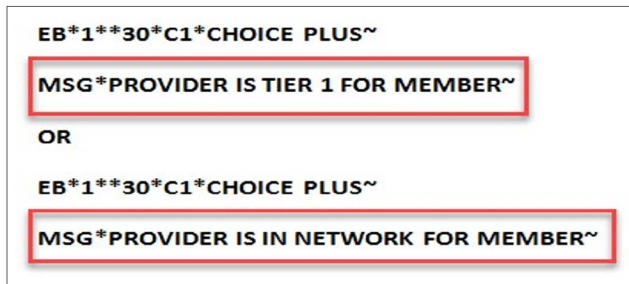 EB*1**30*C1*CHOICE PLUS~
MSG*PROVIDER IS TIER 1 FOR MEMBER~
OR
EB*1**30*C1*CHOICE PLUS~
MSG*PROVIDER IS IN NETWORK FOR MEMBER~